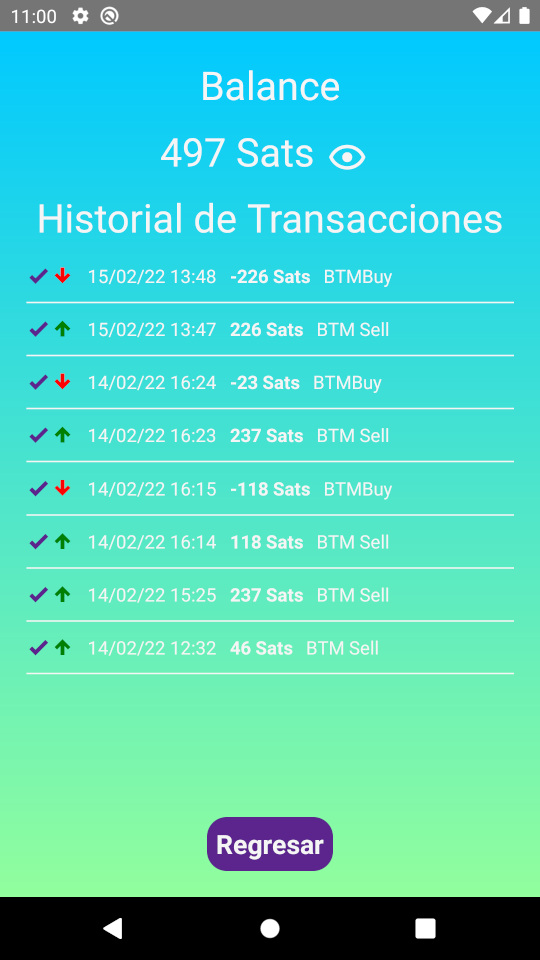 11:00
Balance
497 Sats
Historial de Transacciones
15/02/22 13:48 -226 Sats BTMBuy
15/02/22 13:47 226 Sats BTM Sell
14/02/22 16:24 -23 Sats BTMBuy
14/02/22 16:23 237 Sats BTM Sell
14/02/22 16:15 -118 Sats BTMBuy
14/02/22 16:14 118 Sats BTM Sell
14/02/22 15:25 237 Sats BTM Sell
14/02/22 12:32 46 Sats BTM Sell
Regresar